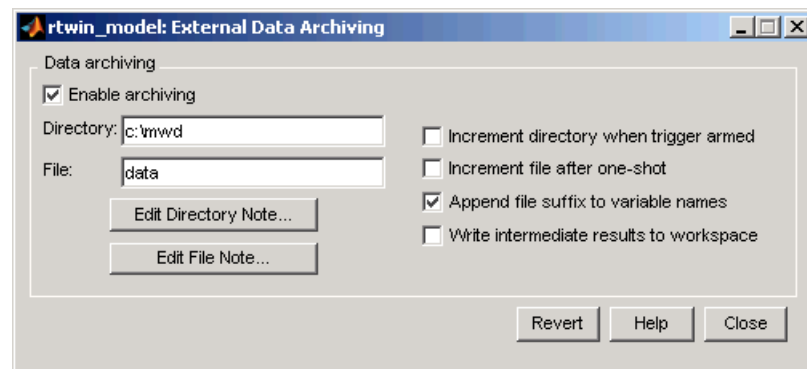 rtwin_model: External Data Archiving
Data archiving
Enable archiving
Directory: c:\mwd
File: data
Edit Directory Note...
Edit File Note...
Increment directory when trigger armed
Increment file after one-shot
Append file suffix to variable names
Write intermediate results to workspace
Revert Help Close